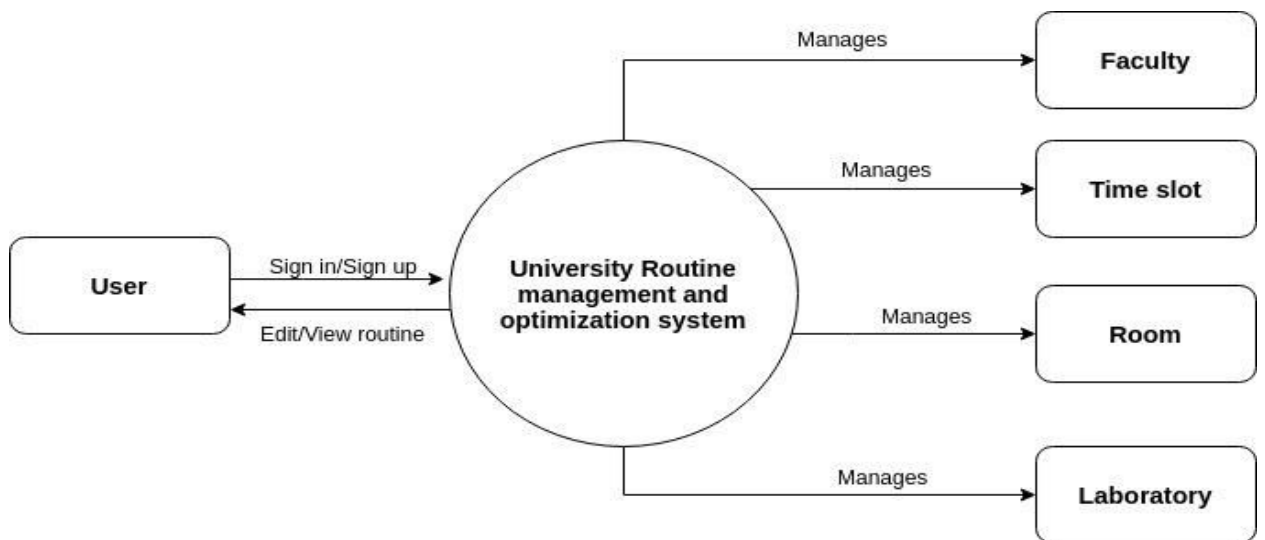 Manages
Faculty
Manages
Time slot
User
Sign in/Sign up
Edit/View routine
University Routine
management and
optimization system
Manages
Room
Manages
Laboratory